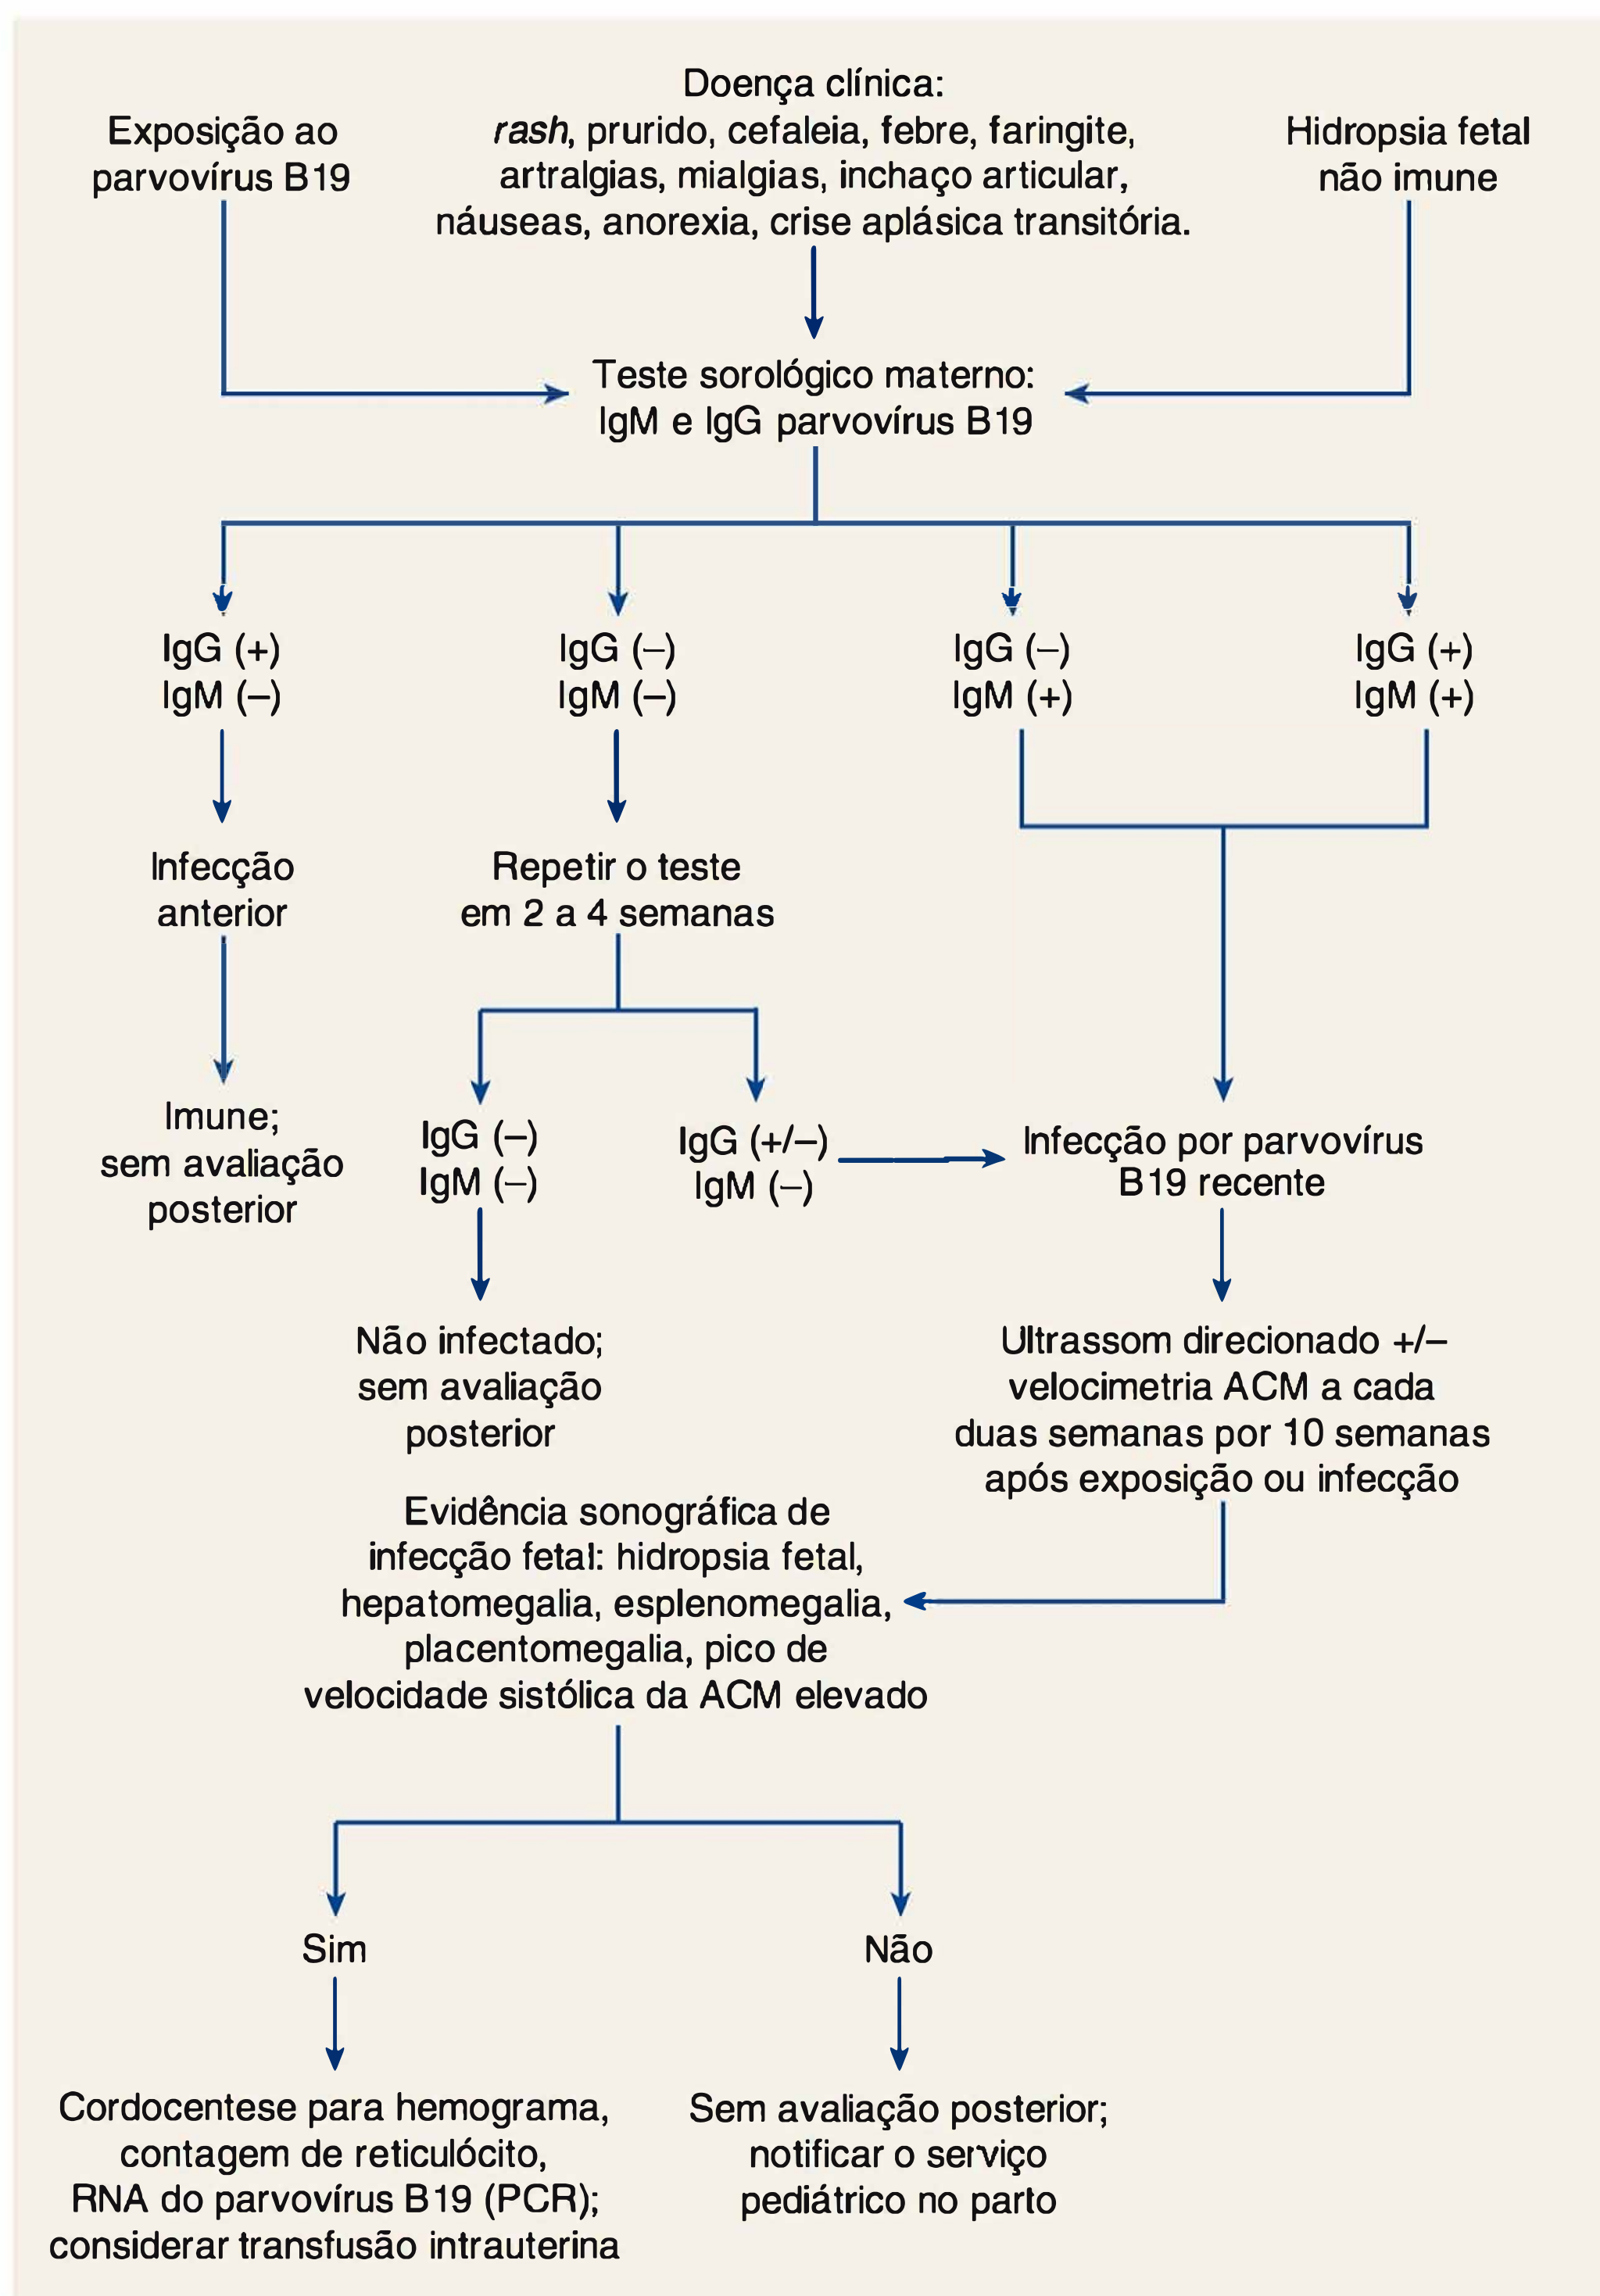 Exposição ao
parvovírus B19
Doença clínica:
rash, prurido, cefaleia, febre, faringite,
artralgias, mialgias, inchaço articular,
náuseas, anorexia, crise aplásica transitória.
Hidropsia fetal
não imune
Teste sorológico materno:
IgM e IgG parvovírus B19
IgG (+)
IgM (–)
IgG (–)
IgM (–)
IgG (–)
IgM (+)
IgG (+)
IgM (+)
Infecção
anterior
Repetir o teste
em 2 a 4 semanas
Imune;
sem avaliação
posterior
IgG (–)
IgM (–)
IgG (+/–)
IgM (–)
Infecção por parvovírus
B19 recente
Não infectado;
sem avaliação
posterior
Ultrassom direcionado +/–
velocimetria ACM a cada
duas semanas por 10 semanas
após exposição ou infecção
Evidência sonográfica de
infecção fetal: hidropsia fetal,
hepatomegalia, esplenomegalia,
placentomegalia, pico de
velocidade sistólica da ACM elevado
Sim
Não
Cordocentese para hemograma,
contagem de reticulócito,
RNA do parvovírus B19 (PCR);
considerar transfusão intrauterina
Sem avaliação posterior;
notificar o serviço
pediátrico no parto